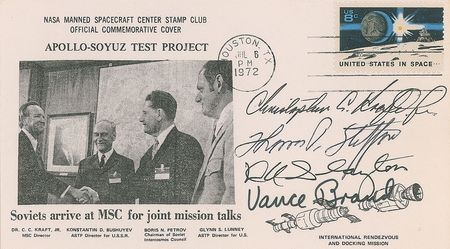 NASA MANNED SPACECRAFT CENTER STAMP CLUB
OFFICIAL COMMEMORATIVE COVER
APOLLO-SOYUZ TEST PROJECT
HOUSTON, TX
JUL 6
PM
1972
US
8c
UNITED STATES IN SPACE...
Christopher C. Kraft, Jr.
Thomas P. Stafford
D K Slayton
Vance Brand
Soviets arrive at MSC for joint mission talks
DR. C. C. KRAFT, JR.
MSC Director
KONSTANTIN D. BUSHUYEV
ASTP Director for U.S.S.R.
BORIS N. PETROV
Chairman of Soviet
Intercosmos Council
GLYNN S. LUNNEY
ASTP Director for U.S.
INTERNATIONAL RENDEZVOUS
AND DOCKING MISSION